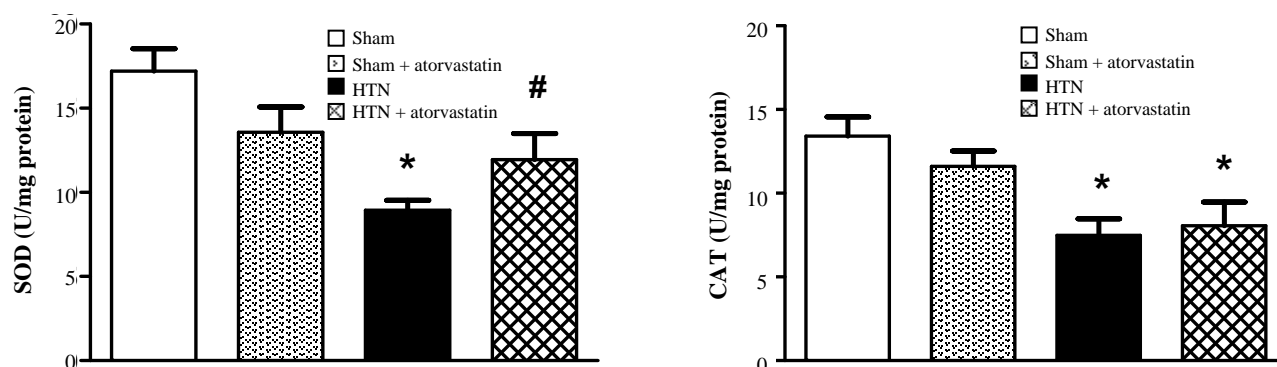 SOD (U/mg protein)
20
15
10
5
0
Sham
Sham + atorvastatin
HTN
HTN + atorvastatin
*
#
CAT (U/mg protein)
20
15
10
5
0
Sham
Sham + atorvastatin
HTN
HTN + atorvastatin
*
*